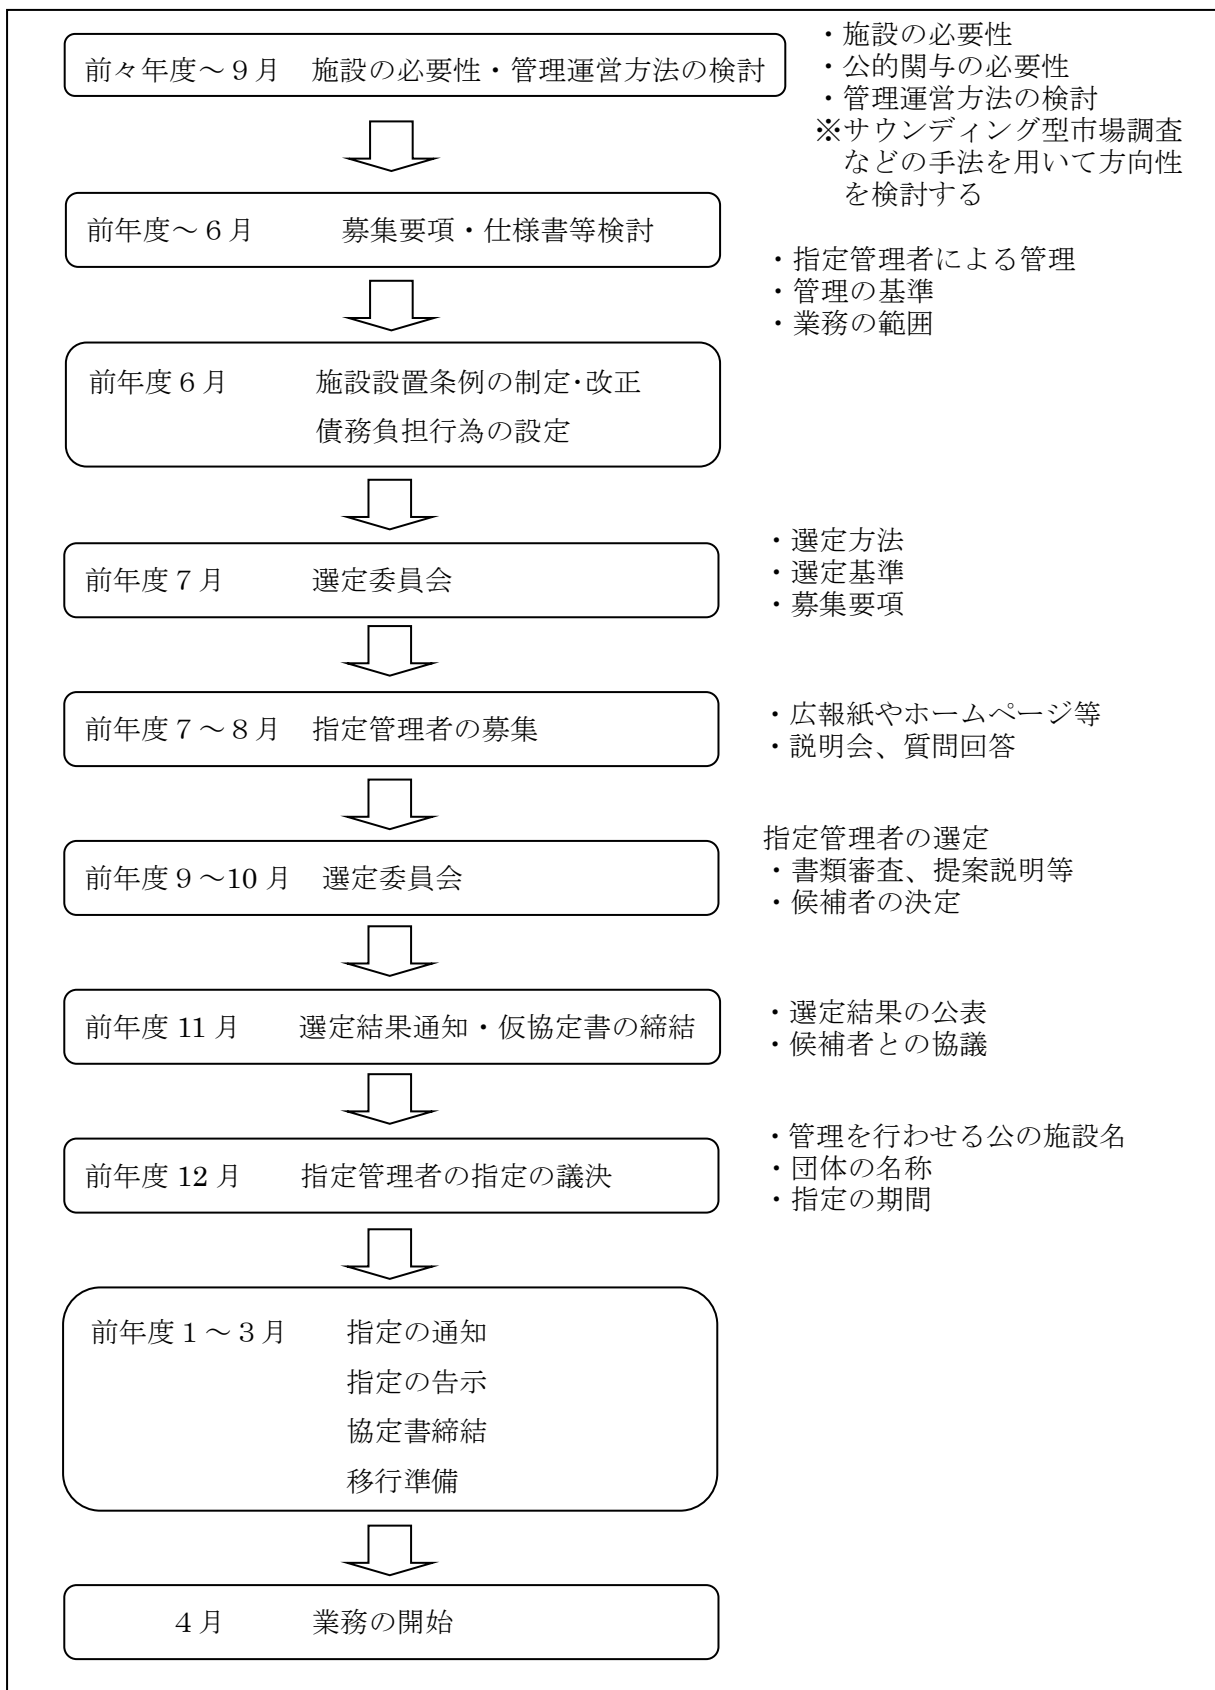 前々年度～９月　施設の必要性・管理運営方法の検討
・施設の必要性
・公的関与の必要性
・管理運営方法の検討
※サウンディング型市場調査
などの手法を用いて方向性
を検討する
前年度～６月　募集要項・仕様書等検討
・指定管理者による管理
・管理の基準
・業務の範囲
前年度６月　施設設置条例の制定･改正
債務負担行為の設定
前年度７月　選定委員会
・選定方法
・選定基準
・募集要項
前年度７～８月　指定管理者の募集
・広報紙やホームページ等
・説明会、質問回答
前年度９～10月　選定委員会
指定管理者の選定
・書類審査、提案説明等
・候補者の決定
前年度 11月　選定結果通知・仮協定書の締結
・選定結果の公表
・候補者との協議
前年度 12月　指定管理者の指定の議決
・管理を行わせる公の施設名
・団体の名称
・指定の期間
前年度１～３月　指定の通知
指定の告示
協定書締結
移行準備
４月　業務の開始